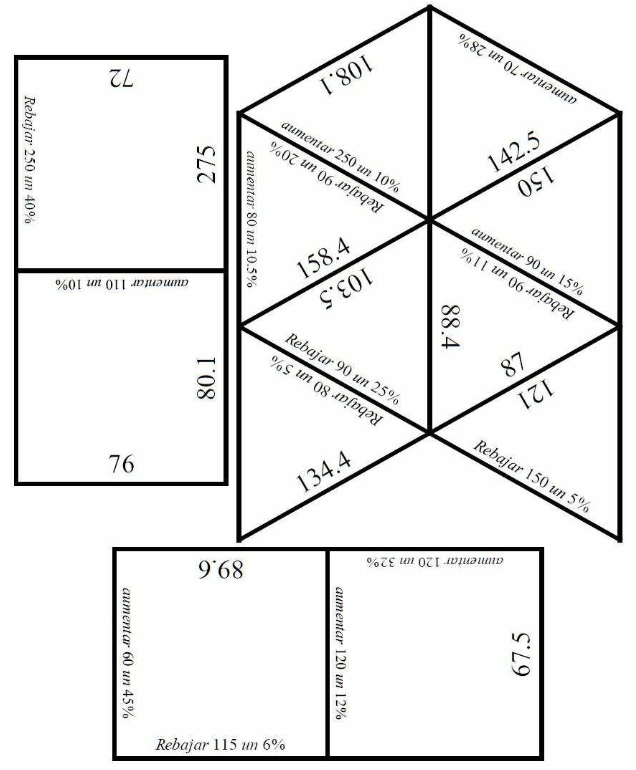 72
Rebajar 250 un 40%
275
aumentar 110 un 10%
80.1
76
108.1
aumentar 70 un 28%
aumentar 250 un 10%
Rebajar 90 un 20%
142.5
150
aumentar 80 un 10.5%
158.4
103.5
aumentar 90 un 15%
Rebajar 90 un 11%
88.4
Rebajar 90 un 25%
Rebajar 80 un 5%
87
121
134.4
Rebajar 150 un 5%
89.6
aumentar 60 un 45%
Rebajar 115 un 6%
aumentar 120 un 32%
aumentar 120 un 12%
67.5